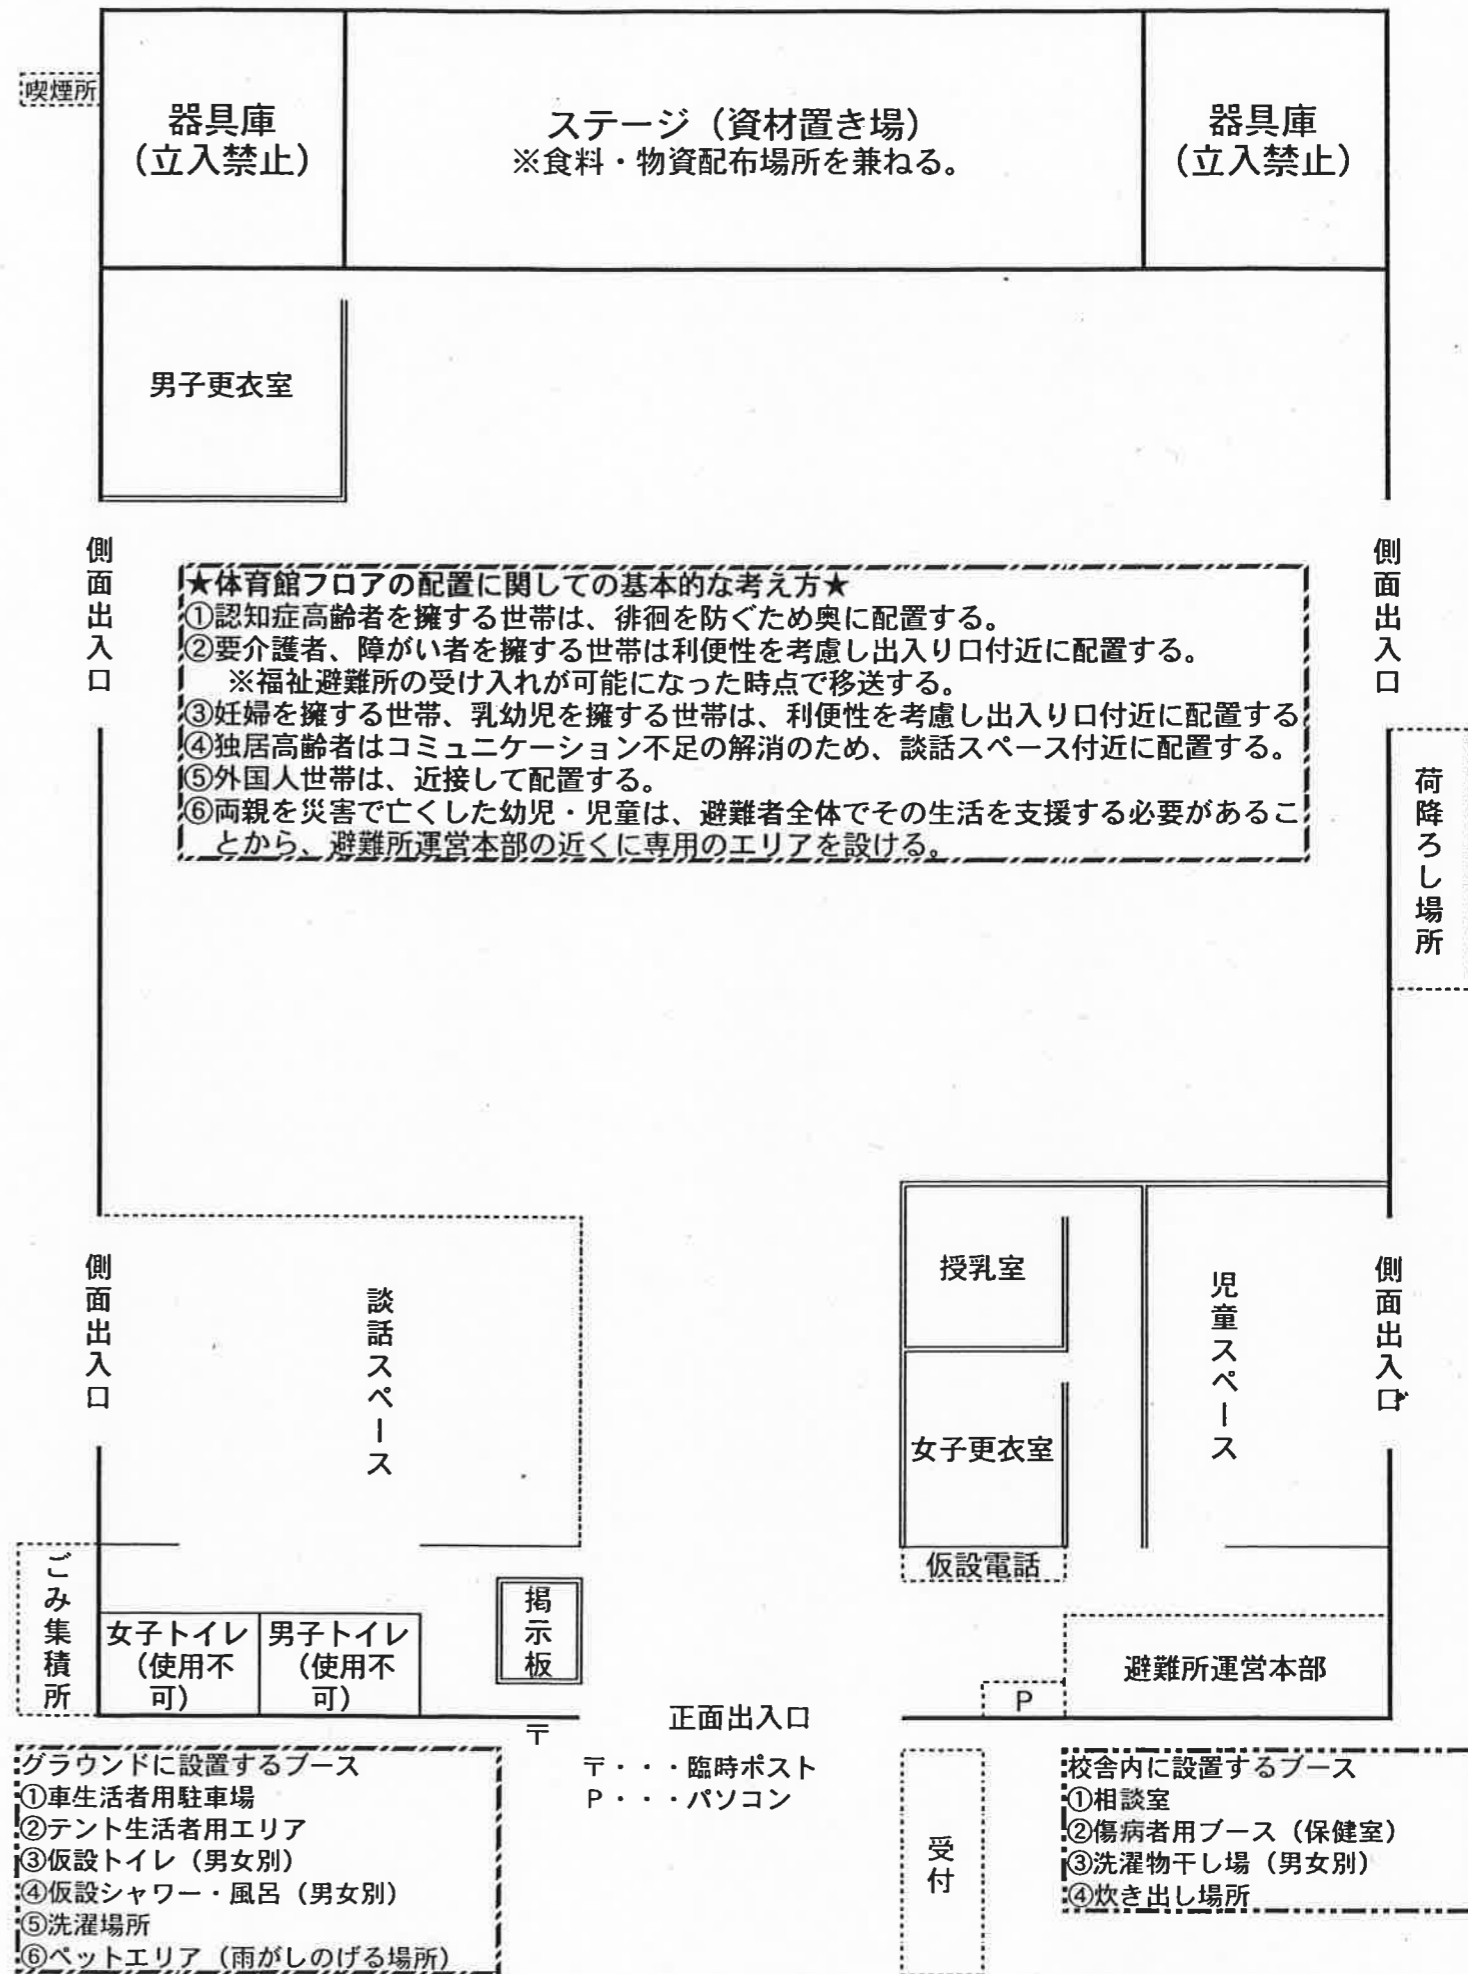 喫煙所
器具庫
（立入禁止）
ステージ（資材置き場）
※食料・物資配布場所を兼ねる。
器具庫
（立入禁止）
男子更衣室
側面出入口
側面出入口
★体育館フロアの配置に関しての基本的な考え方★
①認知症高齢者を擁する世帯は、徘徊を防ぐため奥に配置する。
②要介護者、障がい者を擁する世帯は利便性を考慮し出入り口付近に配置する。
※福祉避難所の受け入れが可能になった時点で移送する。
③妊婦を擁する世帯、乳幼児を擁する世帯は、利便性を考慮し出入り口付近に配置する
④独居高齢者はコミュニケーション不足の解消のため、談話スペース付近に配置する。
⑤外国人世帯は、近接して配置する。
⑥両親を災害で亡くした幼児・児童は、避難者全体でその生活を支援する必要があるこ
とから、避難所運営本部の近くに専用のエリアを設ける。
荷降ろし場所
側面出入口
談話スペース
授乳室
児童スペース
側面出入口
女子更衣室
仮設電話
ごみ集積所
女子トイレ
（使用不
可）
男子トイレ
（使用不
可）
掲示板
避難所運営本部
P
正面出入口
〒
〒・・・臨時ポスト
P・・・パソコン
受付
グラウンドに設置するブース
①車生活者用駐車場
②テント生活者用エリア
③仮設トイレ（男女別）
④仮設シャワー・風呂（男女別）
⑤洗濯場所
⑥ペットエリア（雨がしのげる場所）
校舎内に設置するブース
①相談室
②傷病者用ブース（保健室）
③洗濯物干し場（男女別）
④炊き出し場所